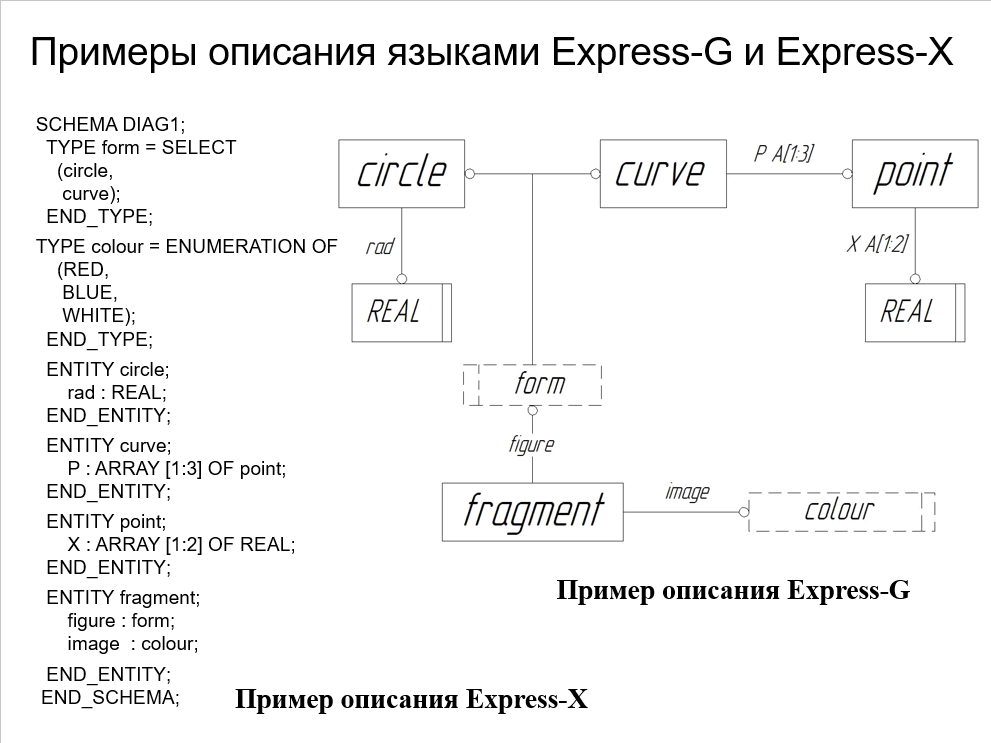 Примеры описания языками Express-G и Express-X
SCHEMA DIAG1;
TYPE form = SELECT
(circle,
curve);
END_TYPE;
TYPE colour = ENUMERATION OF
(RED,
BLUE,
WHITE);
END_TYPE;
ENTITY circle;
rad : REAL;
END_ENTITY;
ENTITY curve;
P : ARRAY [1:3] OF point;
END_ENTITY;
ENTITY point;
X : ARRAY [1:2] OF REAL;
END_ENTITY;
ENTITY fragment;
figure : form;
image : colour;
END_ENTITY;
END_SCHEMA;
Пример описания Express-X
circle
curve
P A[1:3]
point
rad
X A[1:2]
REAL
REAL
form
figure
fragment
image
colour
Пример описания Express-G